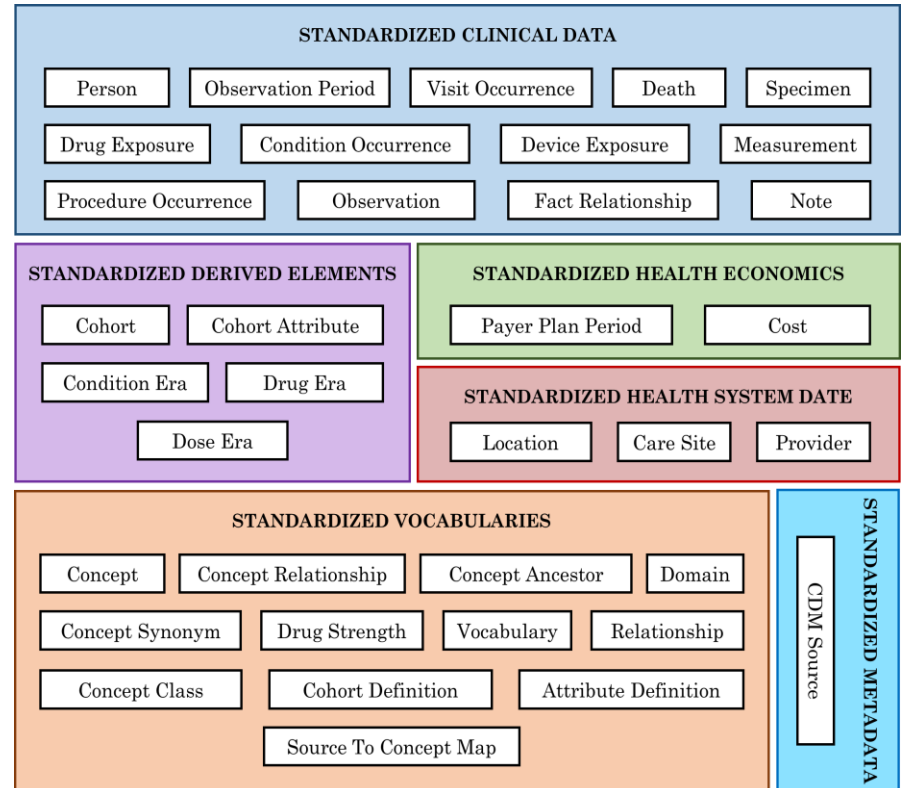 STANDARDIZED CLINICAL DATA
Person
Observation Period
Visit Occurrence
Death
Specimen
Drug Exposure
Condition Occurrence
Device Exposure
Measurement
Procedure Occurrence
Observation
Fact Relationship
Note
STANDARDIZED DERIVED ELEMENTS
Cohort
Cohort Attribute
Condition Era
Drug Era
Dose Era
STANDARDIZED HEALTH ECONOMICS
Payer Plan Period
Cost
STANDARDIZED HEALTH SYSTEM DATE
Location
Care Site
Provider
STANDARDIZED VOCABULARIES
Concept
Concept Relationship
Concept Ancestor
Domain
Concept Synonym
Drug Strength
Vocabulary
Relationship
Concept Class
Cohort Definition
Attribute Definition
Source To Concept Map
STANDARDIZED METADATA
CDM Source